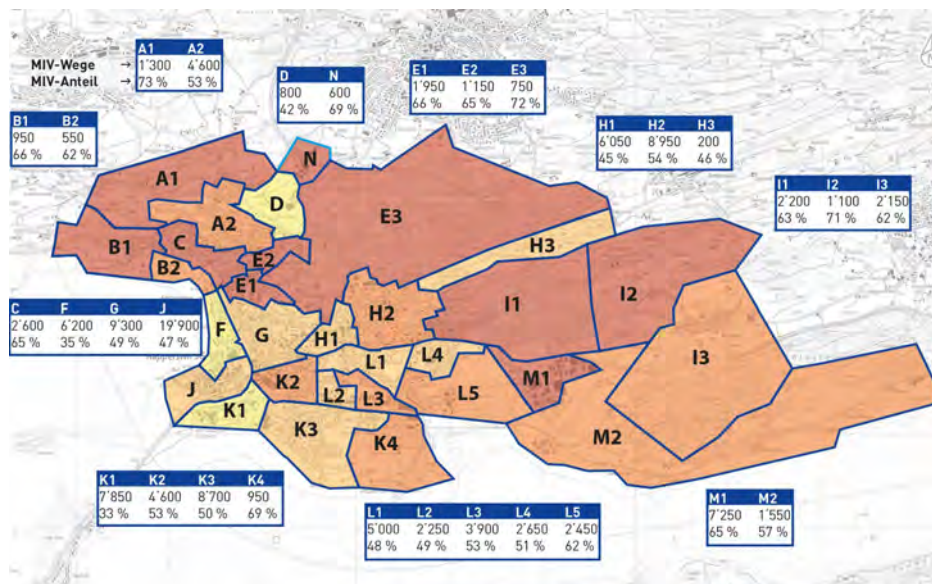 A1 A2
MIV-Wege → 1'300 4'600
MIV-Anteil → 73 % 53 %
D N
800 600
42 % 69 %
E1 E2 E3
1'950 1'150 750
66 % 65 % 72 %
B1 B2
950 550
66 % 62 %
H1 H2 H3
6'050 8'950 200
45 % 54 % 46 %
I1 I2 I3
2'200 1'100 2'150
63 % 71 % 62 %
N
A1
D
A2
E3
B1
C
H3
E2
B2
E1
I1
I2
F
G
H1
H2
I3
C F G J
2'600 6'200 9'300 19'900
65 % 35 % 49 % 47 %
L1
L4
M1
J
K2
L2
L3
L5
K1
K3
K4
M2
K1 K2 K3 K4
7'850 4'600 8'700 950
33 % 53 % 50 % 69 %
L1 L2 L3 L4 L5
5'000 2'250 3'900 2'650 2'450
48 % 49 % 53 % 51 % 62 %
M1 M2
7'250 1'550
65 % 57 %